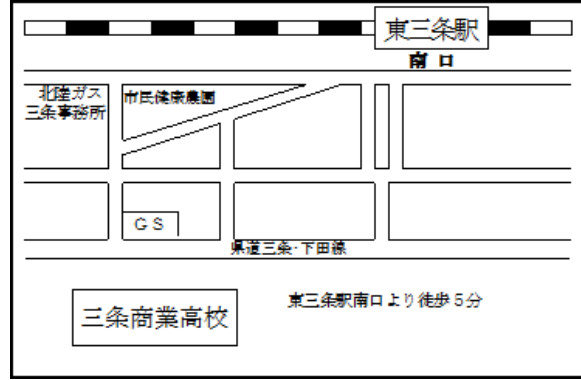 東三条駅
南口
北陸ガス
三条事務所
市民健康農園
GS
県道三条・下田線
三条商業高校
東三条駅南口より徒歩5分